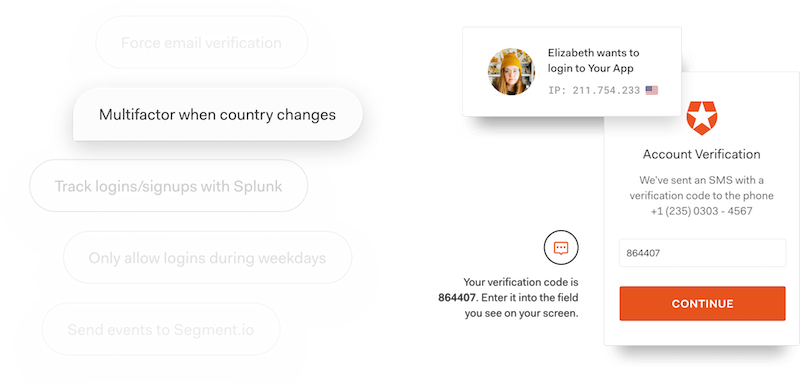 Force email verification
Multifactor when country changes
Track logins/signups with Splunk
Only allow logins during weekdays
Send events to Segment.io
Elizabeth wants to
login to Your App
IP: 211.754.233
Account Verification
We've sent an SMS with a
verification code to the phone
+1 (235) 0303 - 4567
864407
CONTINUE
Your verification code is
864407. Enter it into the field
you see on your screen.